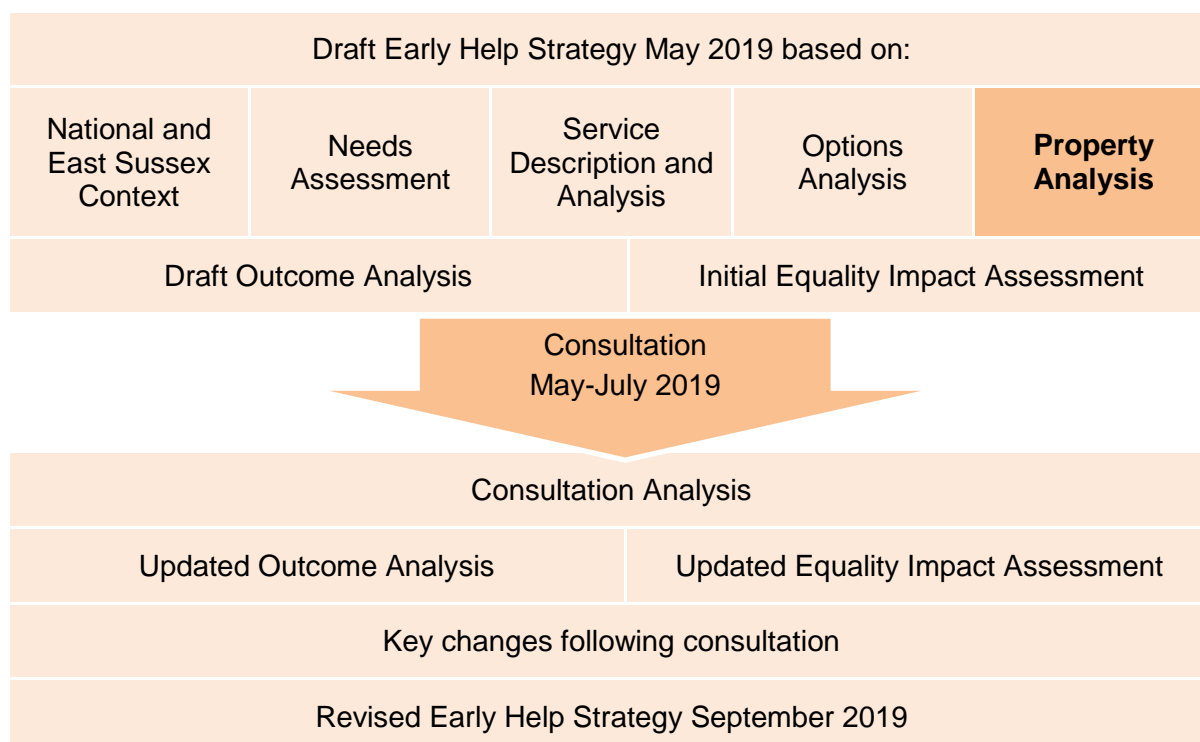 Draft Early Help Strategy May 2019 based on:
National and
East Sussex
Context
Needs
Assessment
Service
Description and
Analysis
Options
Analysis
Property
Analysis
Draft Outcome Analysis
Initial Equality Impact Assessment
Consultation
May-July 2019
Consultation Analysis
Updated Outcome Analysis
Updated Equality Impact Assessment
Key changes following consultation
Revised Early Help Strategy September 2019